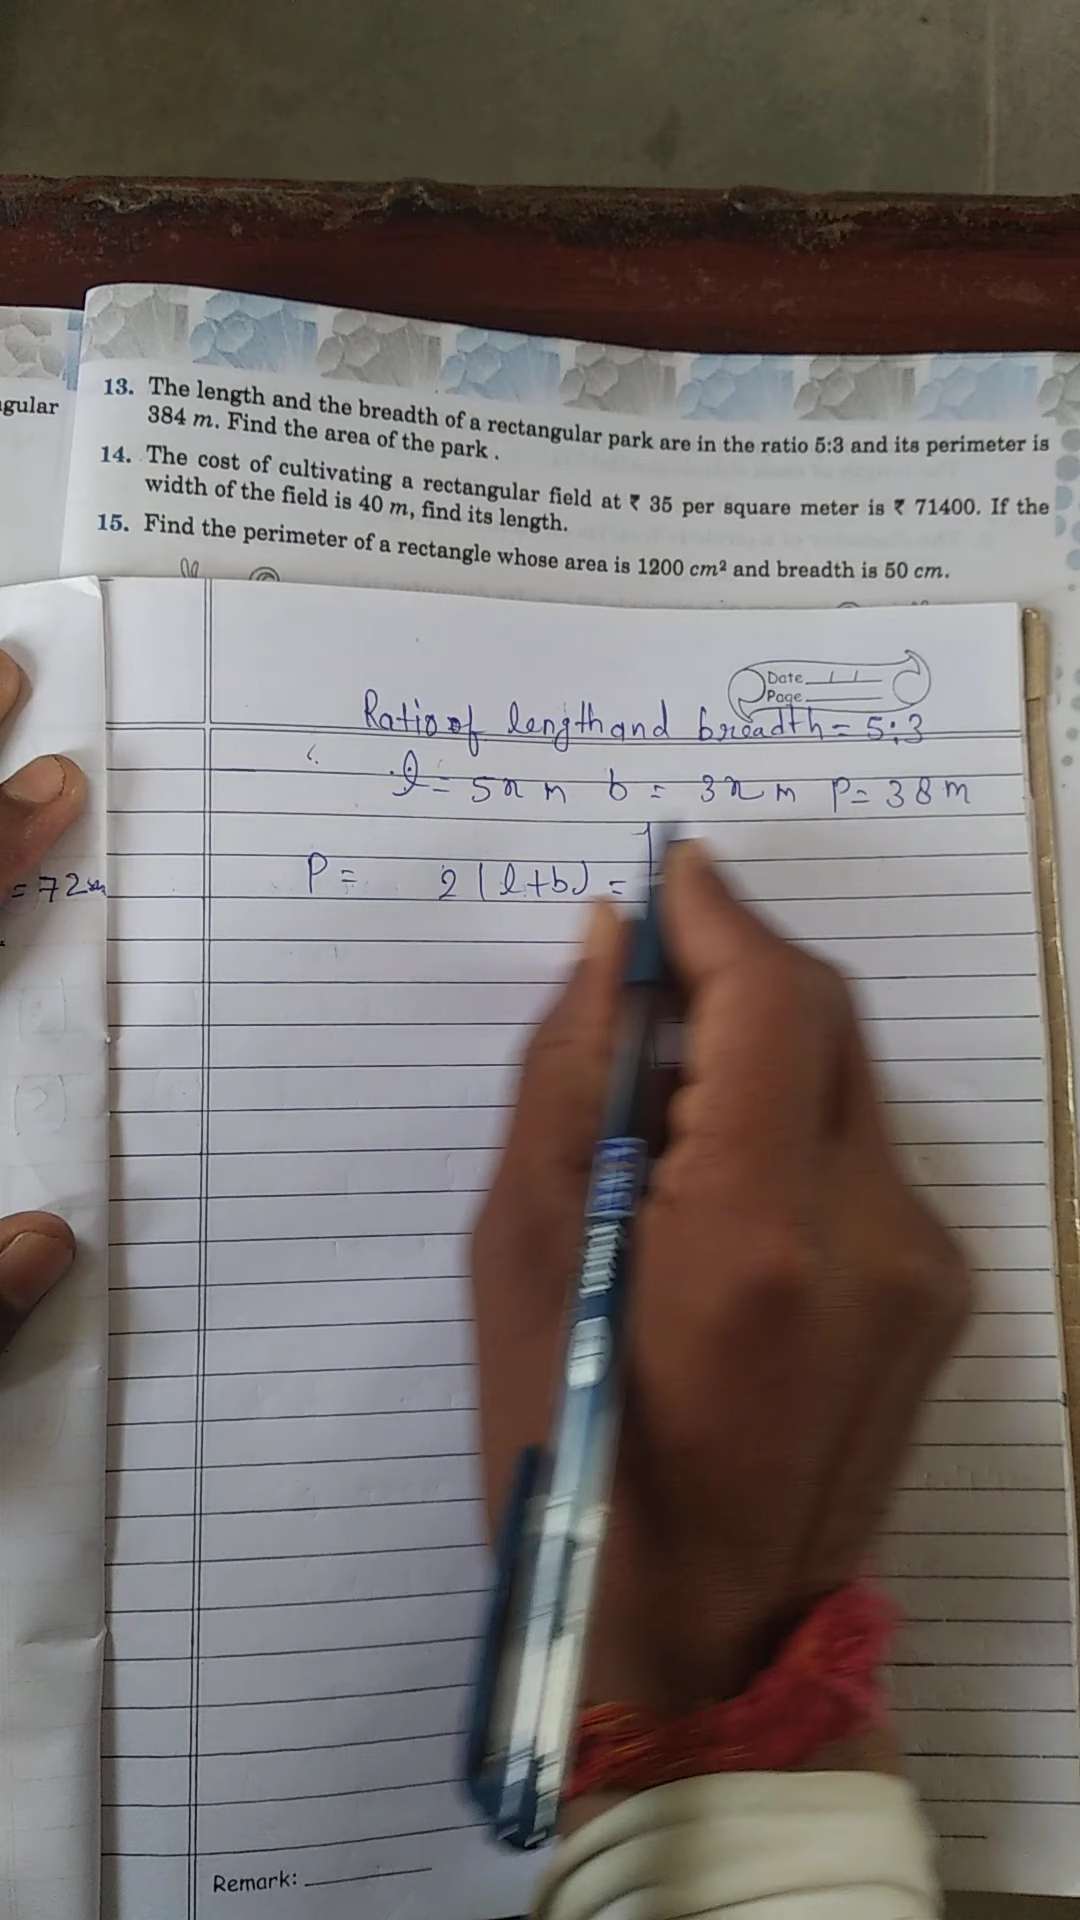 gular
13. The length and the breadth of a rectangular park are in the ratio 5:3 and its perimeter is
384 m. Find the area of the park .
14. The cost of cultivating a rectangular field at ₹ 35 per square meter is ₹ 71400. If the
width of the field is 40 m, find its length.
15. Find the perimeter of a rectangle whose area is 1200 cm² and breadth is 50 cm.
Date
Page
Ratio of length and breadth = 5:3
l = 5x m b = 3x m P = 38 m
= 72
P = 2 (l+b) =
Remark: